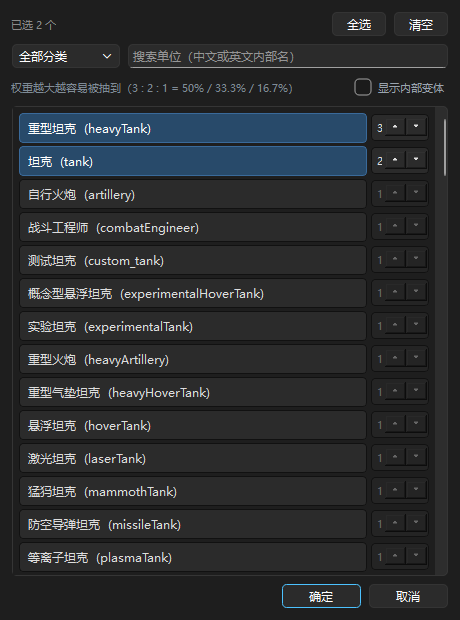 已选 2 个 全选 清空
全部分类 搜索单位（中文或英文内部名）
权重越大越容易被抽到（3 : 2 : 1 = 50% / 33.3% / 16.7%） 显示内部变体
重型坦克（heavyTank） 3
坦克（tank） 2
自行火炮（artillery） 1
战斗工程师（combatEngineer） 1
测试坦克（custom_tank） 1
概念型悬浮坦克（experimentalHoverTank） 1
实验坦克（experimentalTank） 1
重型火炮（heavyArtillery） 1
重型气垫坦克（heavyHoverTank） 1
悬浮坦克（hoverTank） 1
激光坦克（laserTank） 1
猛犸坦克（mammothTank） 1
防空导弹坦克（missileTank） 1
等离子坦克（plasmaTank） 1
确定 取消